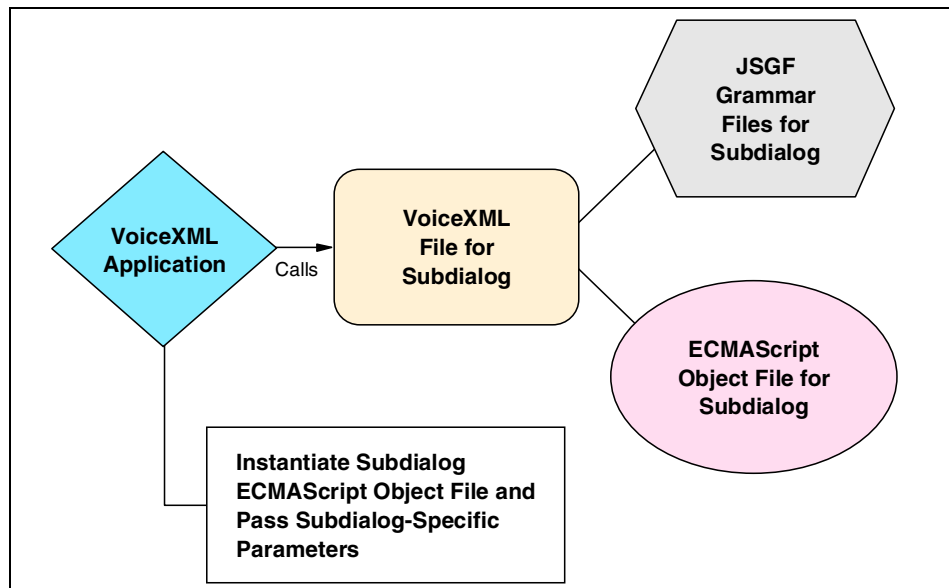 VoiceXML
Application
Calls
VoiceXML
File for
Subdialog
JSGF
Grammar
Files for
Subdialog
ECMAScript
Object File for
Subdialog
Instantiate Subdialog
ECMAScript Object File and
Pass Subdialog-Specific
Parameters